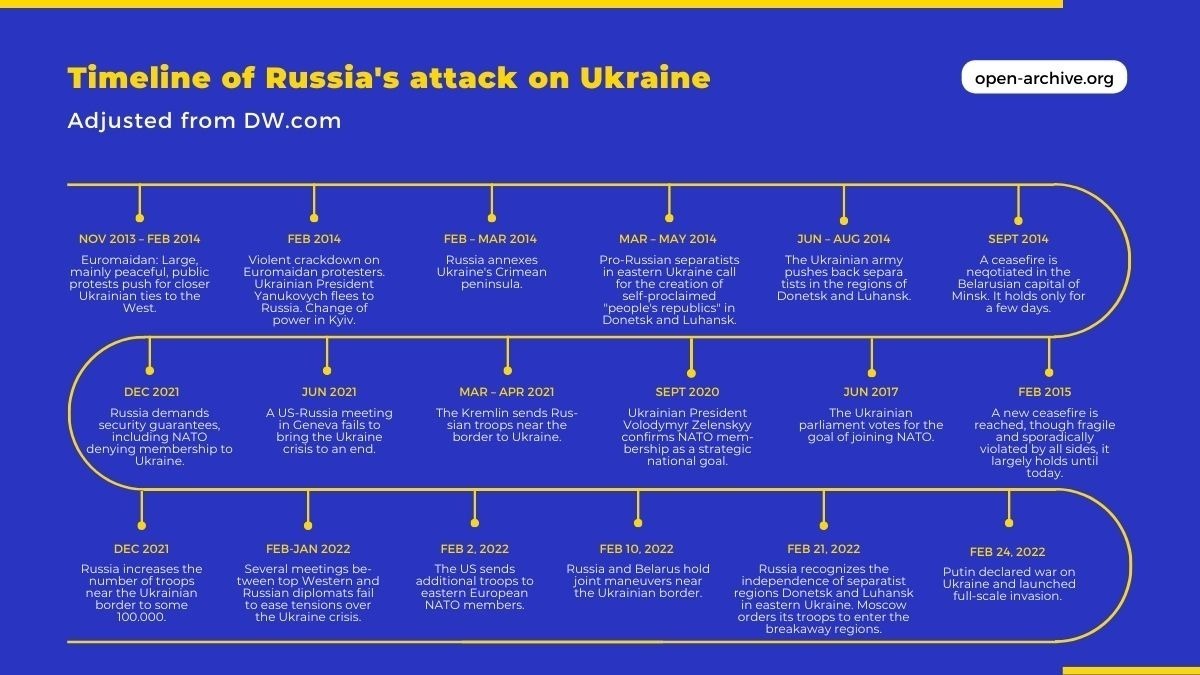 Timeline of Russia's attack on Ukraine
open-archive.org
Adjusted from DW.com
NOV 2013 – FEB 2014
Euromaidan: Large,
mainly peaceful, public
protests push for closer
Ukrainian ties to the
West.
FEB 2014
Violent crackdown on
Euromaidan protesters.
Ukrainian President
Yanukovych flees to
Russia. Change of
power in Kyiv.
FEB – MAR 2014
Russia annexes
Ukraine's Crimean
peninsula.
MAR – MAY 2014
Pro-Russian separatists
in eastern Ukraine call
for the creation of
self-proclaimed
"people's republics" in
Donetsk and Luhansk.
JUN – AUG 2014
The Ukrainian army
pushes back separa
tists in the regions of
Donetsk and Luhansk.
SEPT 2014
A ceasefire is
neqotiated in the
Belarusian capital of
Minsk. It holds only for
a few days.
FEB 2015
A new ceasefire is
reached, though fragile
and sporadically
violated by all sides, it
largely holds until
today.
JUN 2017
The Ukrainian
parliament votes for the
goal of joining NATO.
SEPT 2020
Ukrainian President
Volodymyr Zelenskyy
confirms NATO mem-
bership as a strategic
national goal.
MAR – APR 2021
The Kremlin sends Rus-
sian troops near the
border to Ukraine.
JUN 2021
A US-Russia meeting
in Geneva fails to
bring the Ukraine
crisis to an end.
DEC 2021
Russia demands
security guarantees,
including NATO
denying membership to
Ukraine.
DEC 2021
Russia increases the
number of troops
near the Ukrainian
border to some
100.000.
FEB-JAN 2022
Several meetings be-
tween top Western and
Russian diplomats fail
to ease tensions over
the Ukraine crisis.
FEB 2, 2022
The US sends
additional troops to
eastern European
NATO members.
FEB 10, 2022
Russia and Belarus hold
joint maneuvers near
the Ukrainian border.
FEB 21, 2022
Russia recognizes the
independence of separatist
regions Donetsk and Luhansk
in eastern Ukraine. Moscow
orders its troops to enter the
breakaway regions.
FEB 24, 2022
Putin declared war on
Ukraine and launched
full-scale invasion.